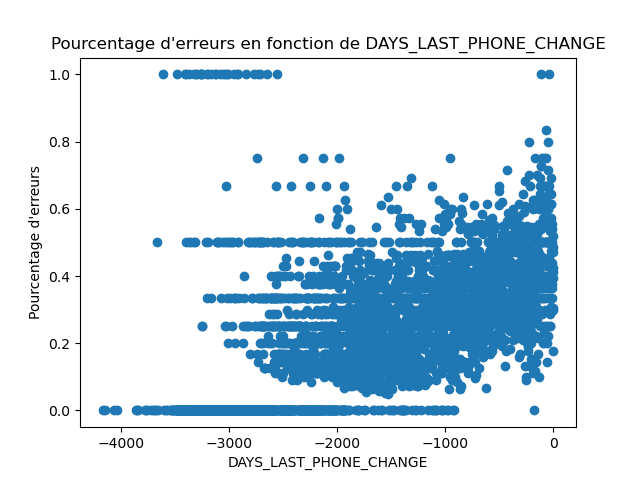 Pourcentage d'erreurs en fonction de DAYS_LAST_PHONE_CHANGE
1.0
0.8
0.6
0.4
0.2
0.0
Pourcentage d'erreurs
−4000 −3000 −2000 −1000 0
DAYS_LAST_PHONE_CHANGE